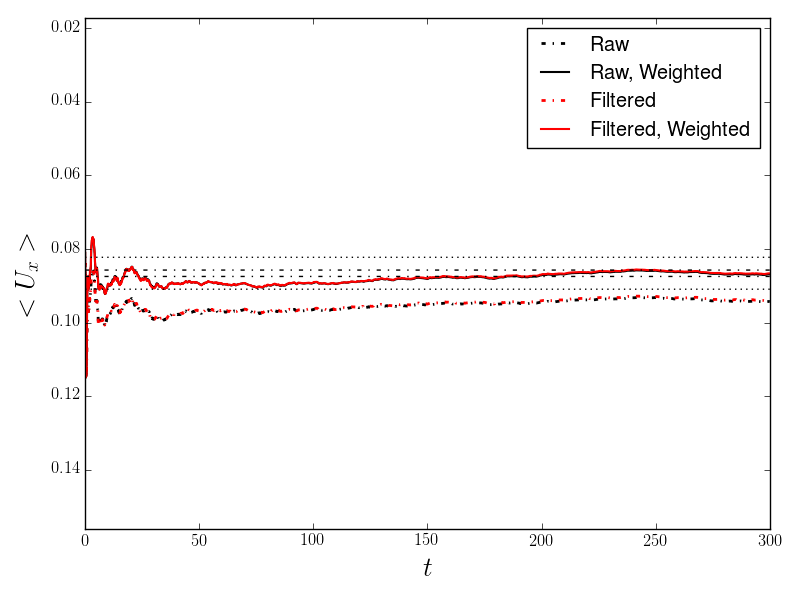 0.02
0.04
0.06
0.08
0.10
0.12
0.14
< U_x >
0 50 100 150 200 250 300
t
Raw
Raw, Weighted
Filtered
Filtered, Weighted